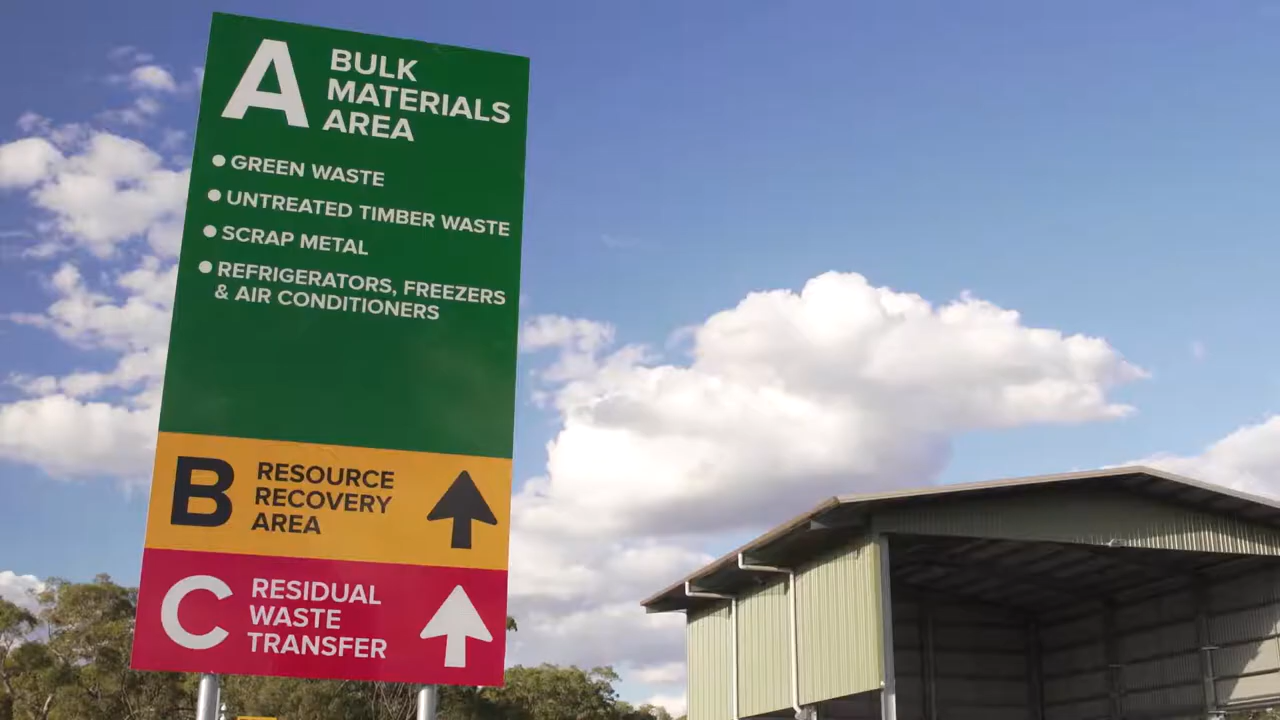 A
BULK
MATERIALS
AREA
● GREEN WASTE
● UNTREATED TIMBER WASTE
● SCRAP METAL
● REFRIGERATORS, FREEZERS
& AIR CONDITIONERS
B
RESOURCE
RECOVERY
AREA
C
RESIDUAL
WASTE
TRANSFER